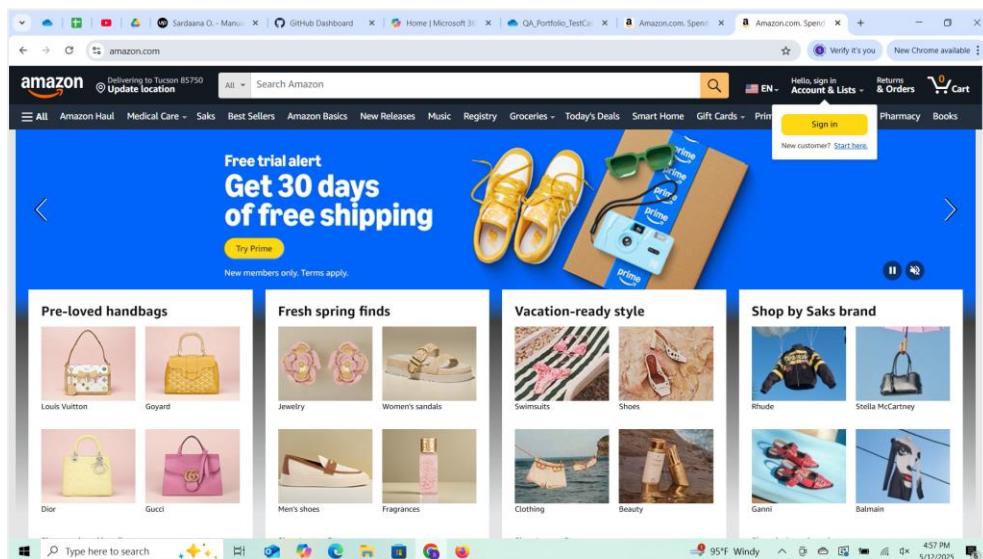 Sardaana O. - Manua
GitHub Dashboard
Home | Microsoft 36
QA_Portfolio_TestCa
Amazon.com. Spend
Amazon.com. Spend
amazon.com
Verify it's you
New Chrome available
amazon
Delivering to Tucson 85750
Update location
All
Search Amazon
EN
Hello, sign in
Account & Lists
Returns
& Orders
0
Cart
All
Amazon Haul
Medical Care
Saks
Best Sellers
Amazon Basics
New Releases
Music
Registry
Groceries
Today's Deals
Smart Home
Gift Cards
Prim
Pharmacy
Books
Sign in
New customer? Start here.
Free trial alert
Get 30 days
of free shipping
Try Prime
New members only. Terms apply.
prime
prime
prime
prime
prime
Pre-loved handbags
Louis Vuitton
Goyard
Dior
Gucci
Fresh spring finds
Jewelry
Women's sandals
Men's shoes
Fragrances
Vacation-ready style
Swimsuits
Shoes
Clothing
Beauty
Shop by Saks brand
Rhude
Stella McCartney
Ganni
Balmain
Type here to search
95°F Windy
4:57 PM
5/12/2025